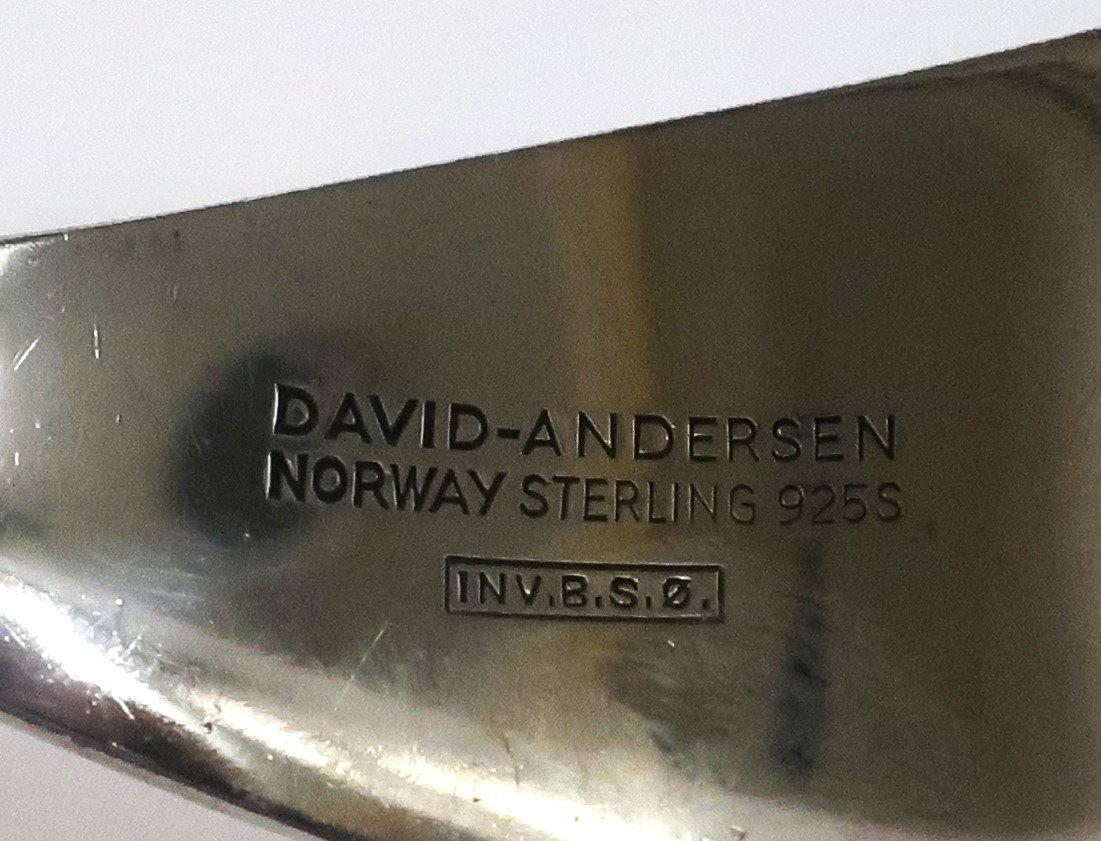 DAVID-ANDERSEN
NORWAY STERLING 925S
INV.B.S.Ø.